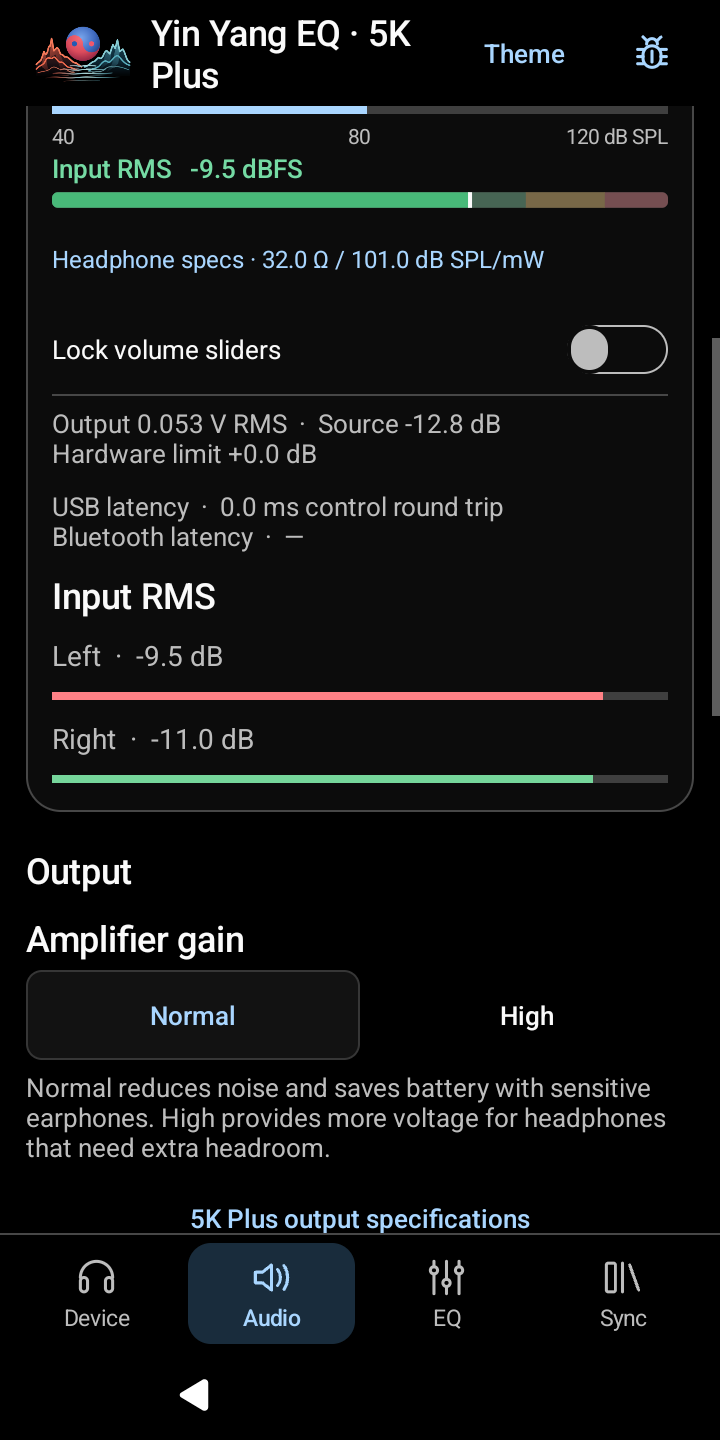 Yin Yang EQ · 5K
Plus
Theme
40 80 120 dB SPL
Input RMS -9.5 dBFS
Headphone specs · 32.0 Ω / 101.0 dB SPL/mW
Lock volume sliders
Output 0.053 V RMS · Source -12.8 dB
Hardware limit +0.0 dB
USB latency · 0.0 ms control round trip
Bluetooth latency · —
Input RMS
Left · -9.5 dB
Right · -11.0 dB
Output
Amplifier gain
Normal High
Normal reduces noise and saves battery with sensitive
earphones. High provides more voltage for headphones
that need extra headroom.
5K Plus output specifications
Device Audio EQ Sync